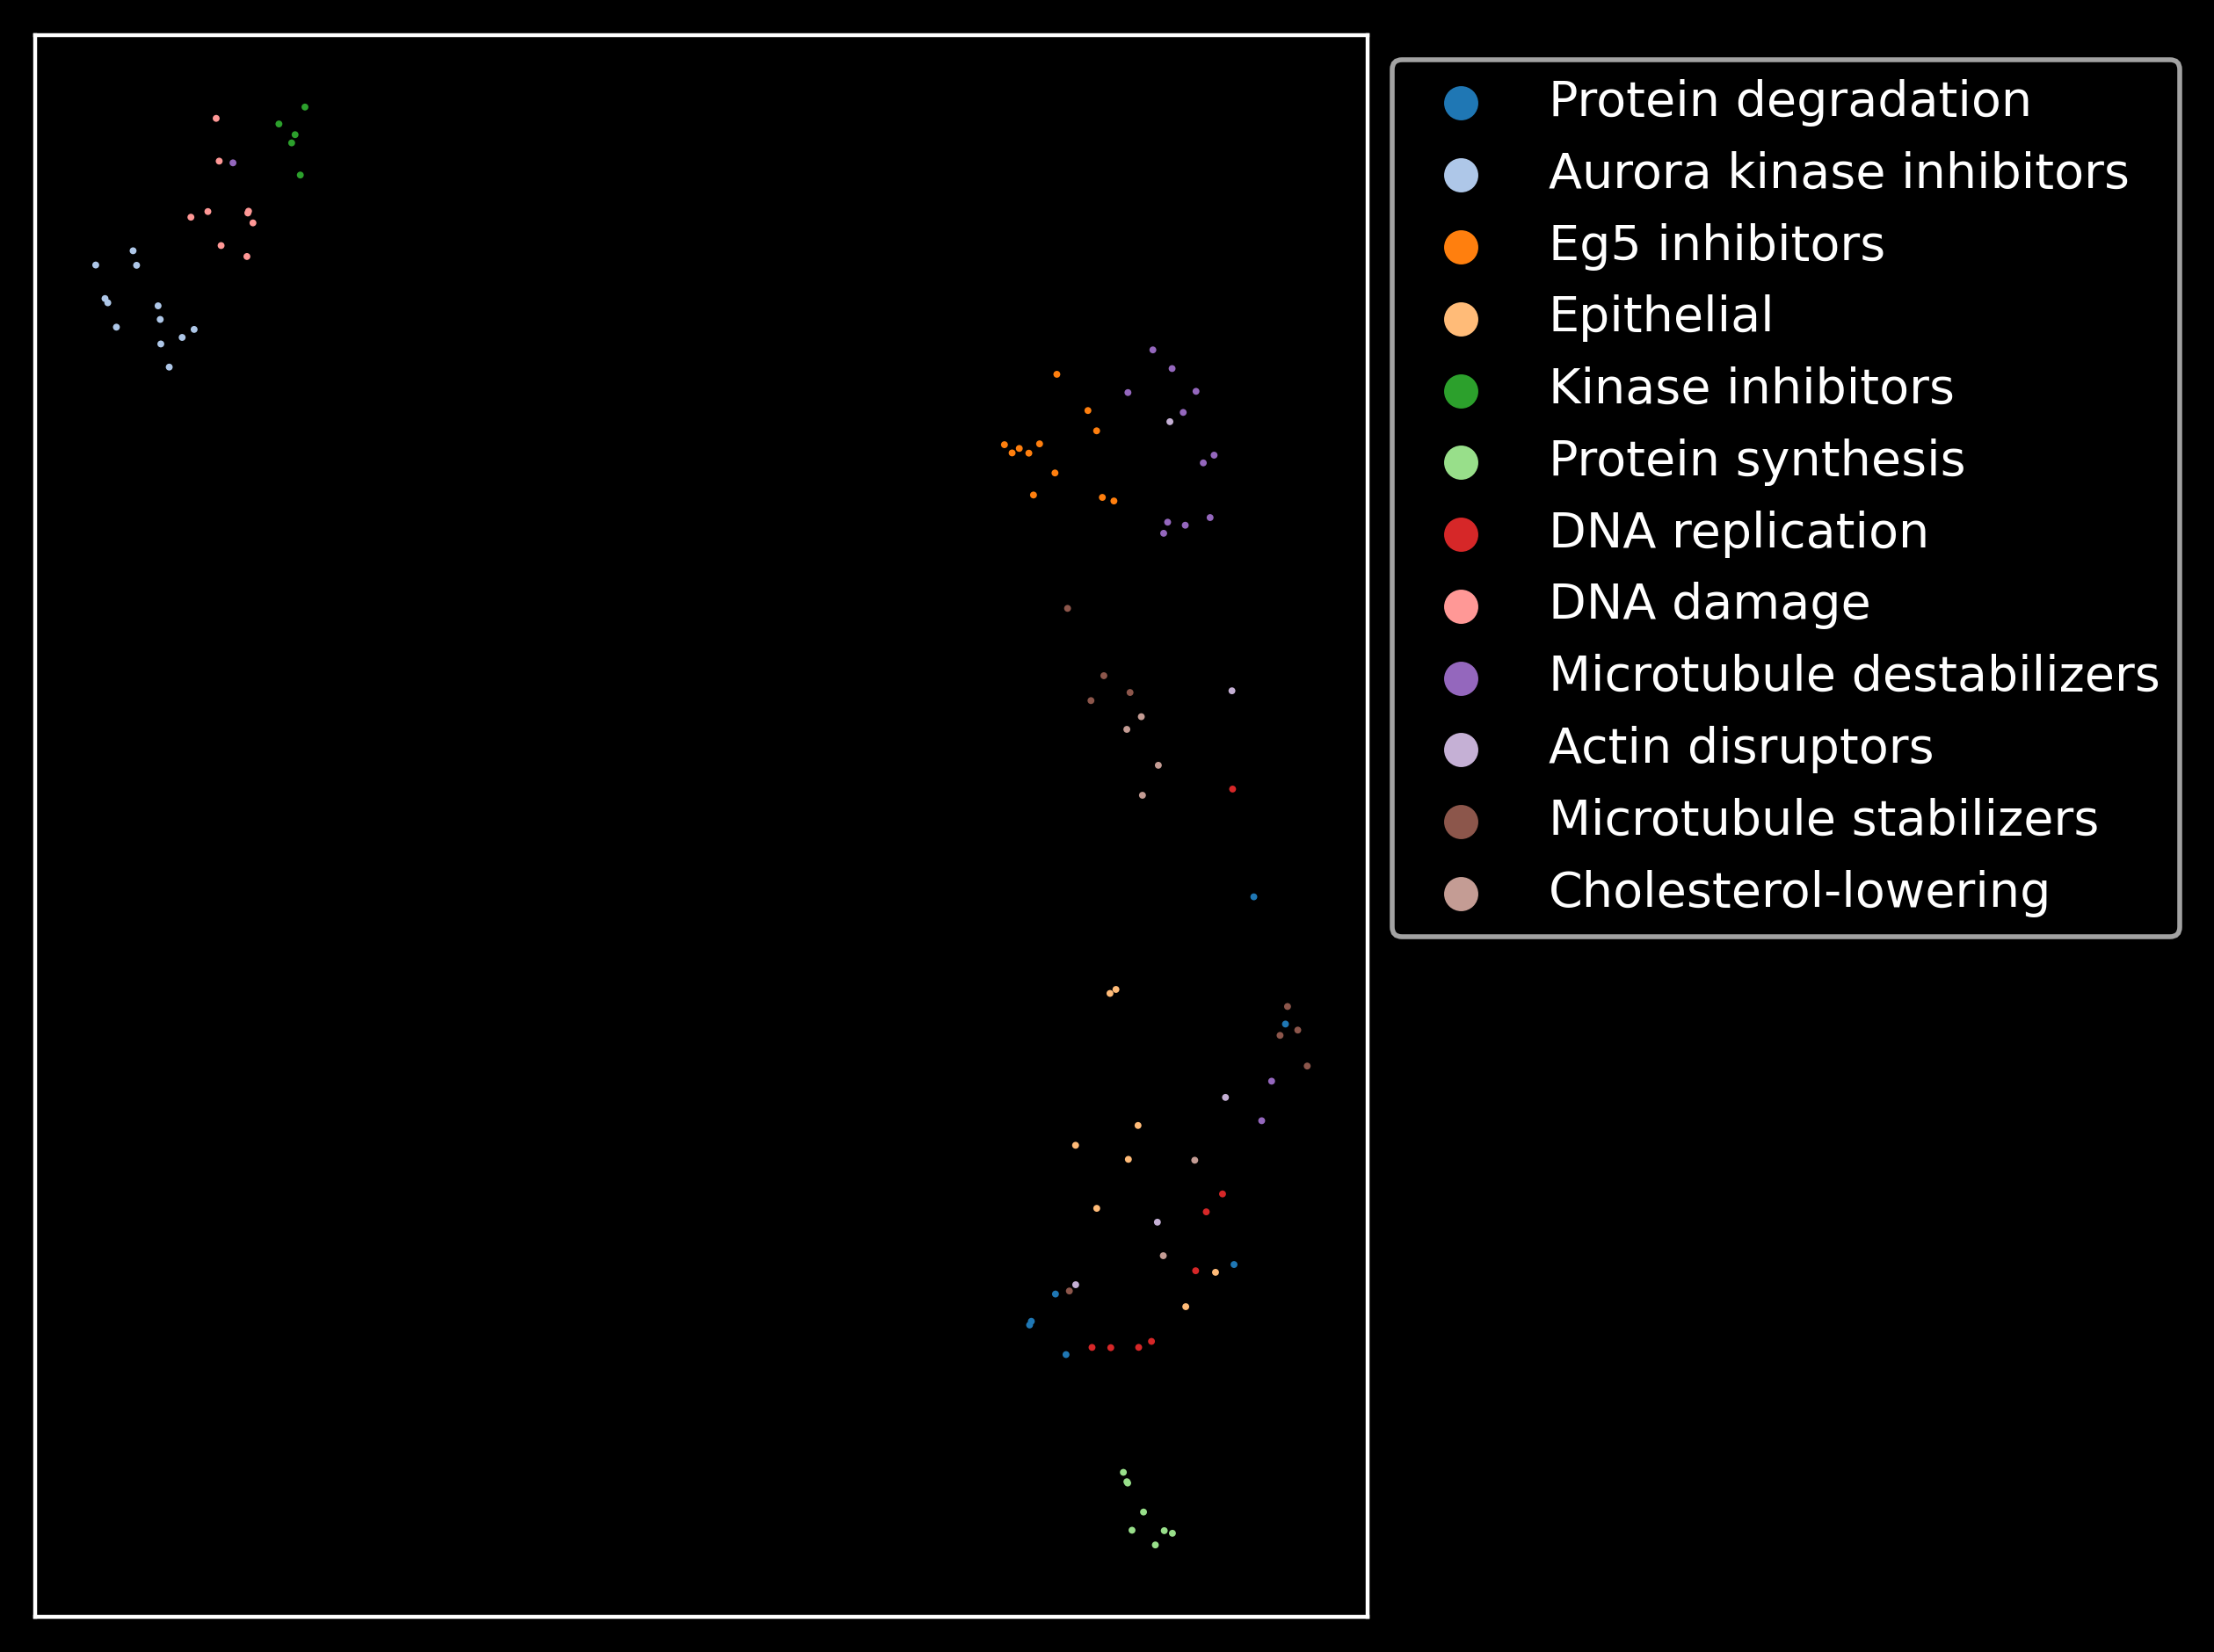 Protein degradation
Aurora kinase inhibitors
Eg5 inhibitors
Epithelial
Kinase inhibitors
Protein synthesis
DNA replication
DNA damage
Microtubule destabilizers
Actin disruptors
Microtubule stabilizers
Cholesterol-lowering